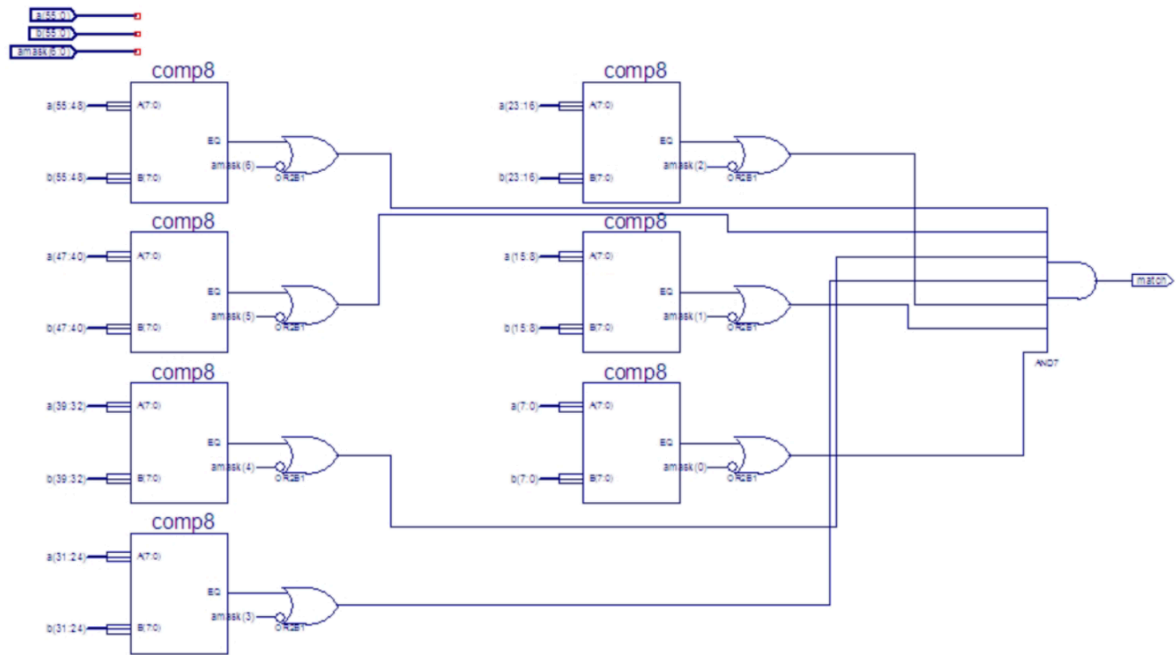 a(55:0)
b(55:0)
amask(6:0)
comp8
a(55:48)
A(7:0)
EQ
amask(6)
OR2B1
b(55:48)
B(7:0)
comp8
a(47:40)
A(7:0)
EQ
amask(5)
OR2B1
b(47:40)
B(7:0)
comp8
a(39:32)
A(7:0)
EQ
amask(4)
OR2B1
b(39:32)
B(7:0)
comp8
a(31:24)
A(7:0)
EQ
amask(3)
OR2B1
b(31:24)
B(7:0)
comp8
a(23:16)
A(7:0)
EQ
amask(2)
OR2B1
b(23:16)
B(7:0)
comp8
a(15:8)
A(7:0)
EQ
amask(1)
OR2B1
b(15:8)
B(7:0)
comp8
a(7:0)
A(7:0)
EQ
amask(0)
OR2B1
b(7:0)
B(7:0)
AND7
match